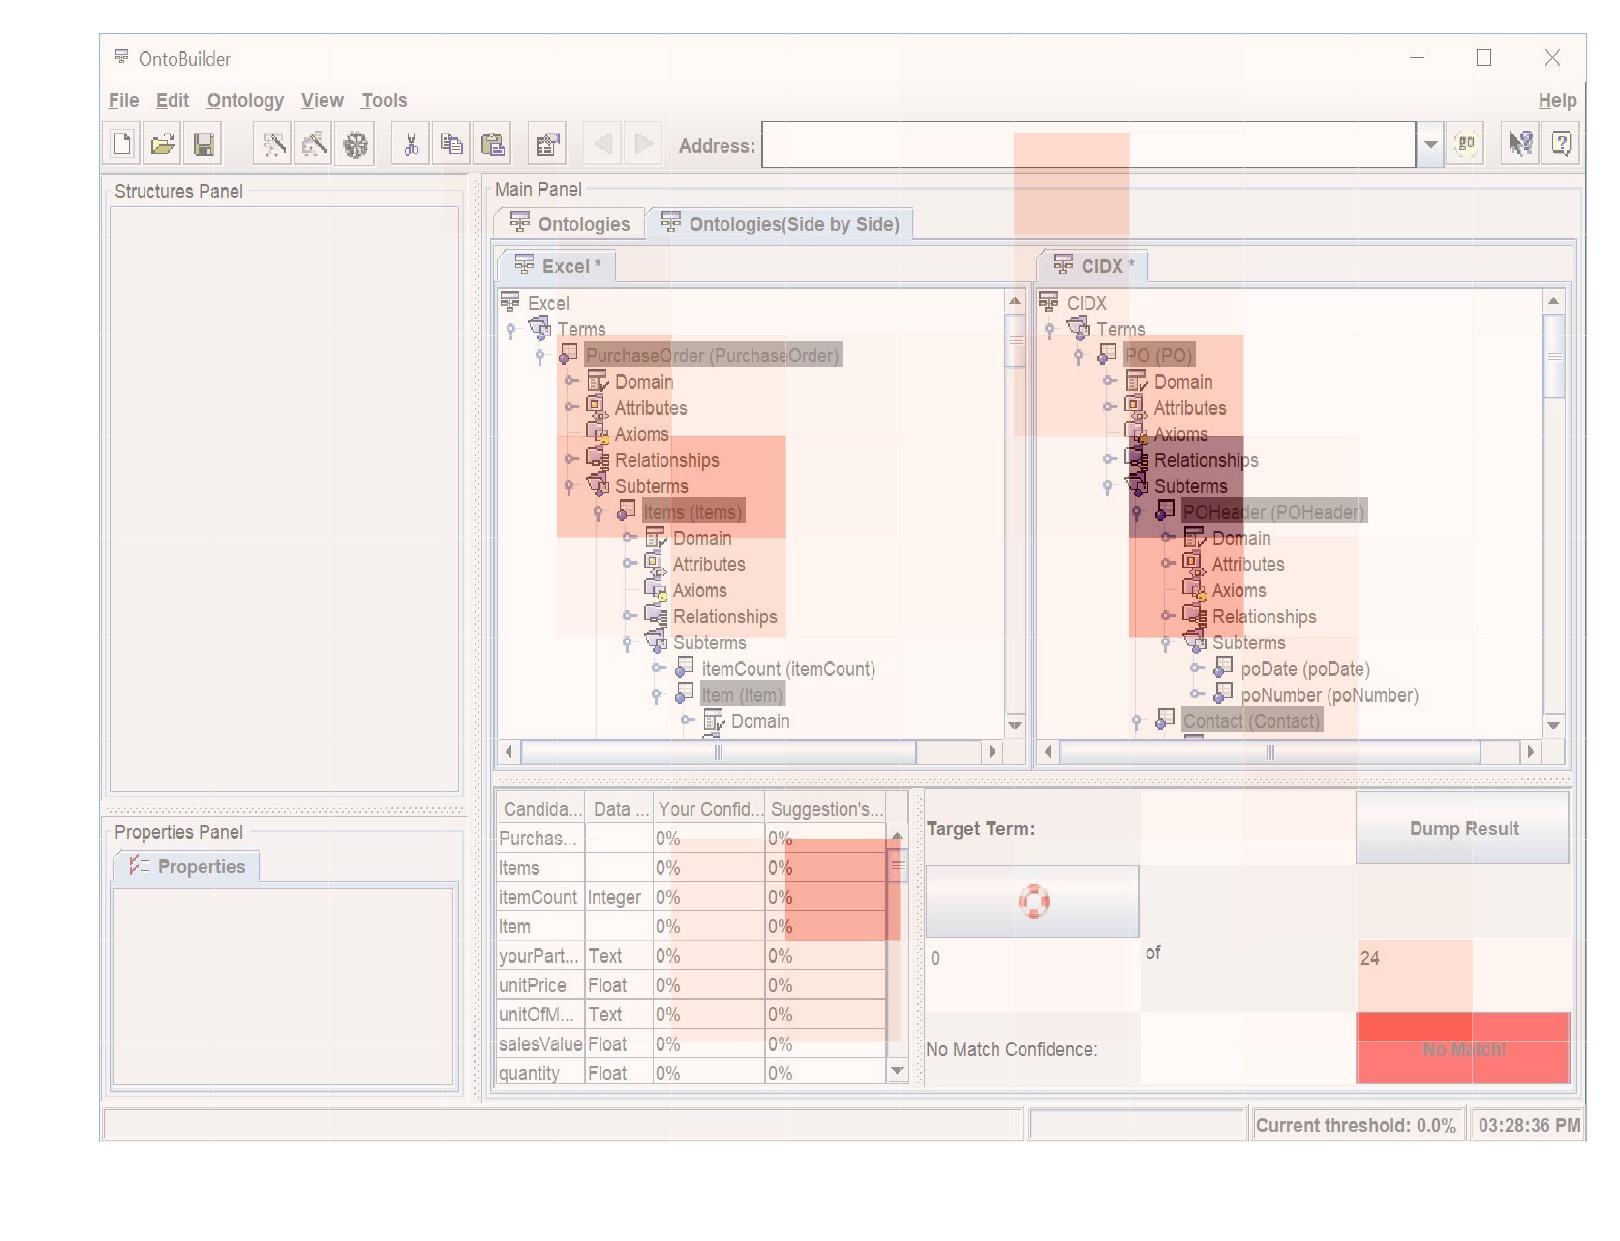 OntoBuilder
File Edit Ontology View Tools Help
Address: go
Structures Panel
Main Panel
Ontologies Ontologies(Side by Side)
Excel *
CIDX *
Excel
Terms
PurchaseOrder (PurchaseOrder)
Domain
Attributes
Axioms
Relationships
Subterms
Items (Items)
Domain
Attributes
Axioms
Relationships
Subterms
itemCount (itemCount)
Item (Item)
Domain
CIDX
Terms
PO (PO)
Domain
Attributes
Axioms
Relationships
Subterms
POHeader (POHeader)
Domain
Attributes
Axioms
Relationships
Subterms
poDate (poDate)
poNumber (poNumber)
Contact (Contact)
Properties Panel
Properties
Candida... Data ... Your Confid... Suggestion's...
Purchas... 0% 0%
Items 0% 0%
itemCount Integer 0% 0%
Item 0% 0%
yourPart... Text 0% 0%
unitPrice Float 0% 0%
unitOfM... Text 0% 0%
salesValue Float 0% 0%
quantity Float 0% 0%
Target Term: Dump Result
0 of 24
No Match Confidence: No Match!
Current threshold: 0.0% 03:28:36 PM